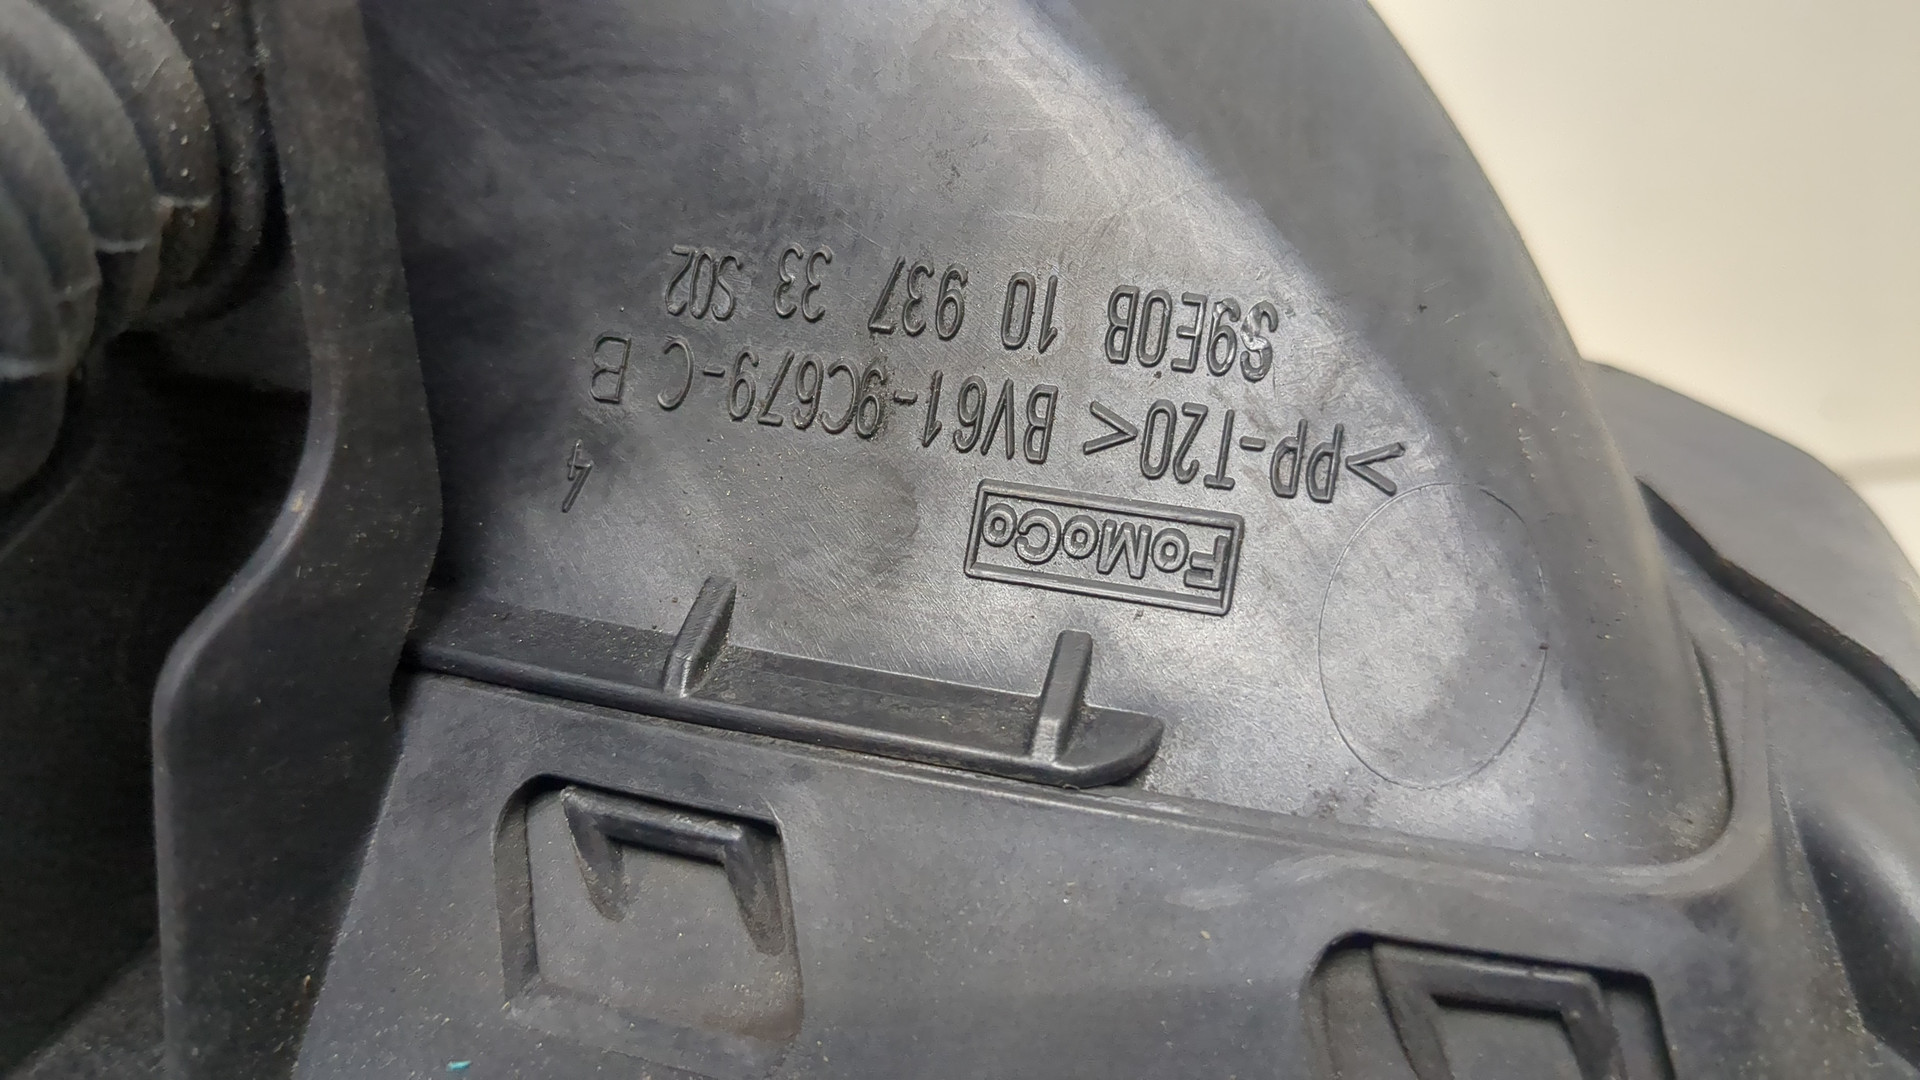 FoMoCo
4
>PP-T20< BV61-9C679-C B
S9E0B 10 937 33 S02